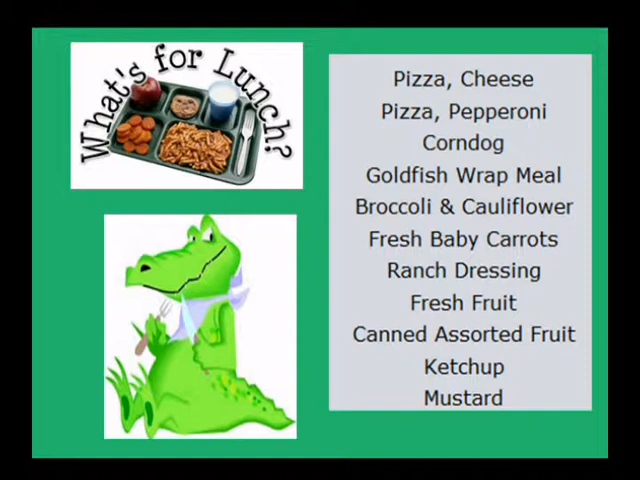 What's for Lunch?
Pizza, Cheese
Pizza, Pepperoni
Corndog
Goldfish Wrap Meal
Broccoli & Cauliflower
Fresh Baby Carrots
Ranch Dressing
Fresh Fruit
Canned Assorted Fruit
Ketchup
Mustard